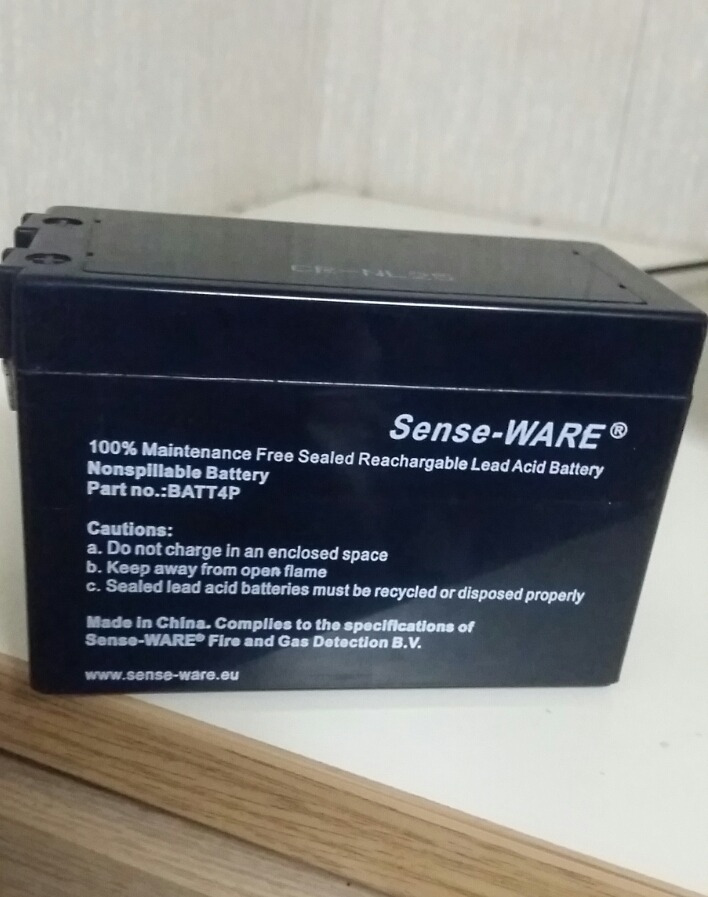 CR-NL25
Sense-WARE®
100% Maintenance Free Sealed Reachargable Lead Acid Battery
Nonspillable Battery
Part no.:BATT4P
Cautions:
a. Do not charge in an enclosed space
b. Keep away from open flame
c. Sealed lead acid batteries must be recycled or disposed properly
Made in China. Complies to the specifications of
Sense-WARE® Fire and Gas Detection B.V.
www.sense-ware.eu